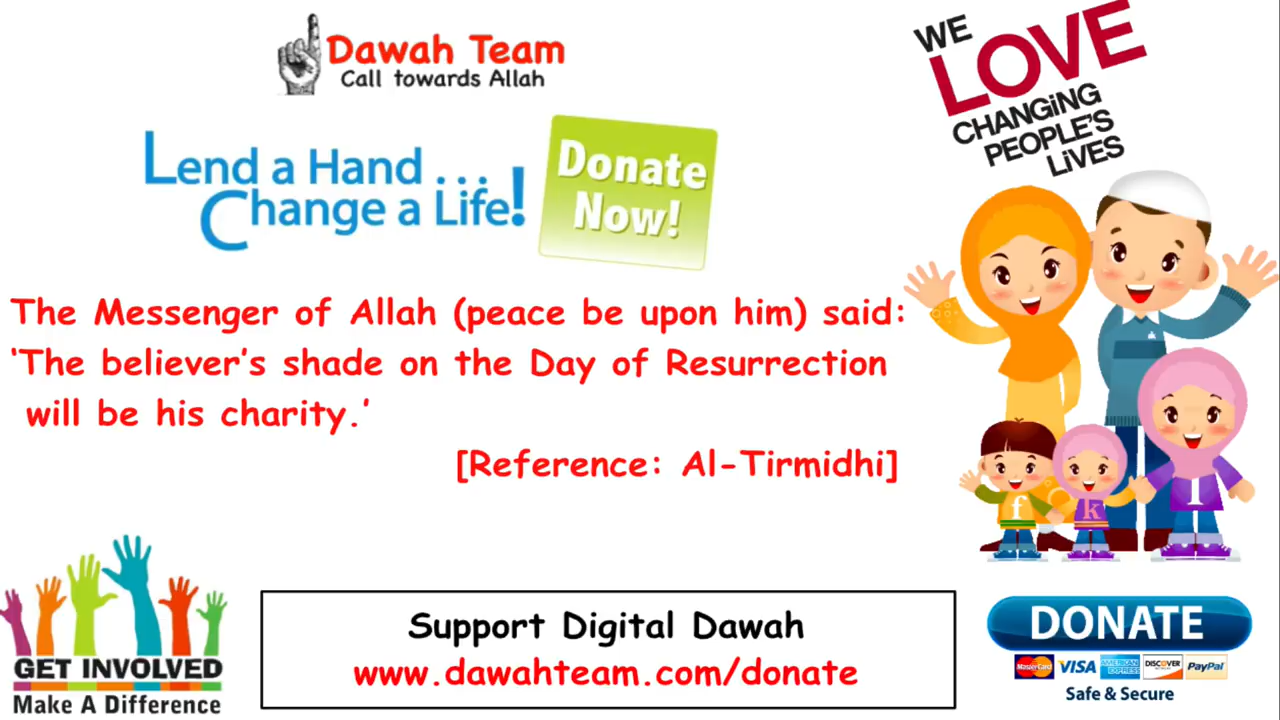 Dawah Team
Call towards Allah
WE
LOVE
CHANGiNG
PEOPLE'S
LiVES
Lend a Hand . . .
Change a Life!
Donate
Now!
The Messenger of Allah (peace be upon him) said:
'The believer's shade on the Day of Resurrection
will be his charity.'
[Reference: Al-Tirmidhi]
f
k
l
GET INVOLVED
Make A Difference
Support Digital Dawah
www.dawahteam.com/donate
DONATE
MasterCard VISA AMERICAN EXPRESS DISCOVER PayPal
Safe & Secure